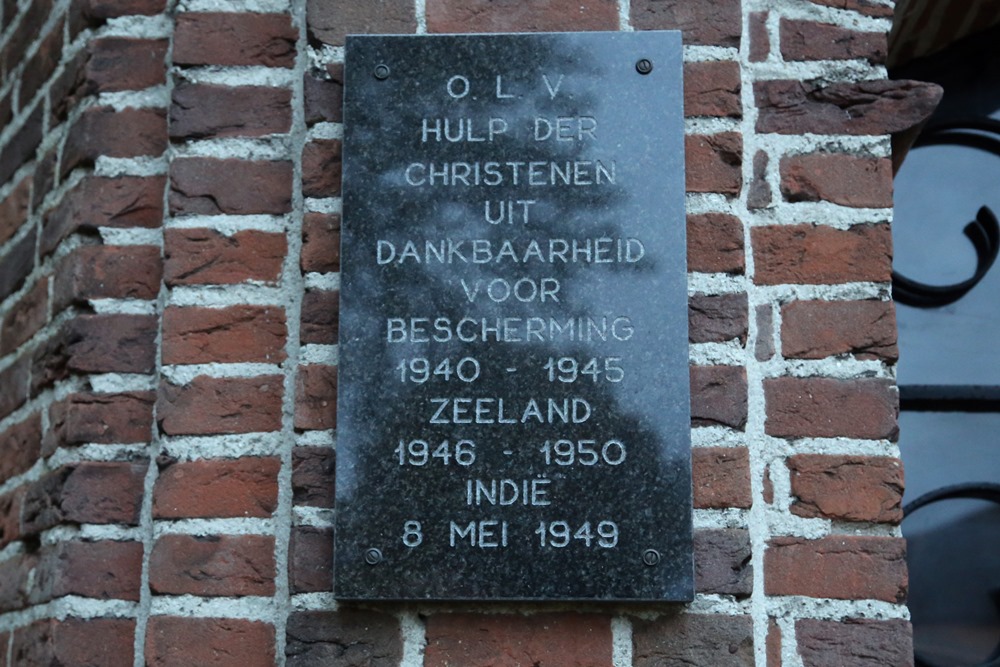 O. L. V.
HULP DER
CHRISTENEN
UIT
DANKBAARHEID
VOOR
BESCHERMING
1940 - 1945
ZEELAND
1946 - 1950
INDIË
8 MEI 1949